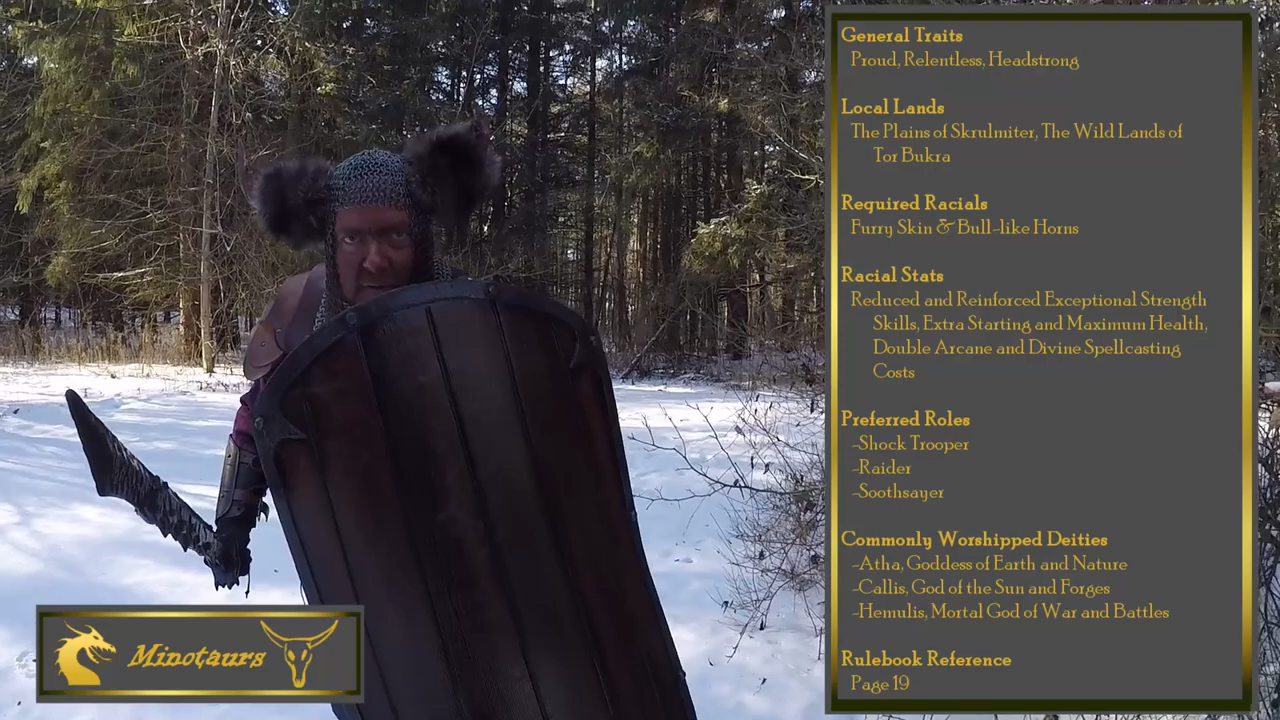 General Traits
Proud, Relentless, Headstrong
Local Lands
The Plains of Skrulmiter, The Wild Lands of
Tor Bukra
Required Racials
Furry Skin & Bull-like Horns
Racial Stats
Reduced and Reinforced Exceptional Strength
Skills, Extra Starting and Maximum Health,
Double Arcane and Divine Spellcasting
Costs
Preferred Roles
-Shock Trooper
-Raider
-Soothsayer
Commonly Worshipped Deities
-Atha, Goddess of Earth and Nature
-Callis, God of the Sun and Forges
-Hemulis, Mortal God of War and Battles
Rulebook Reference
Page 19
Minotaurs